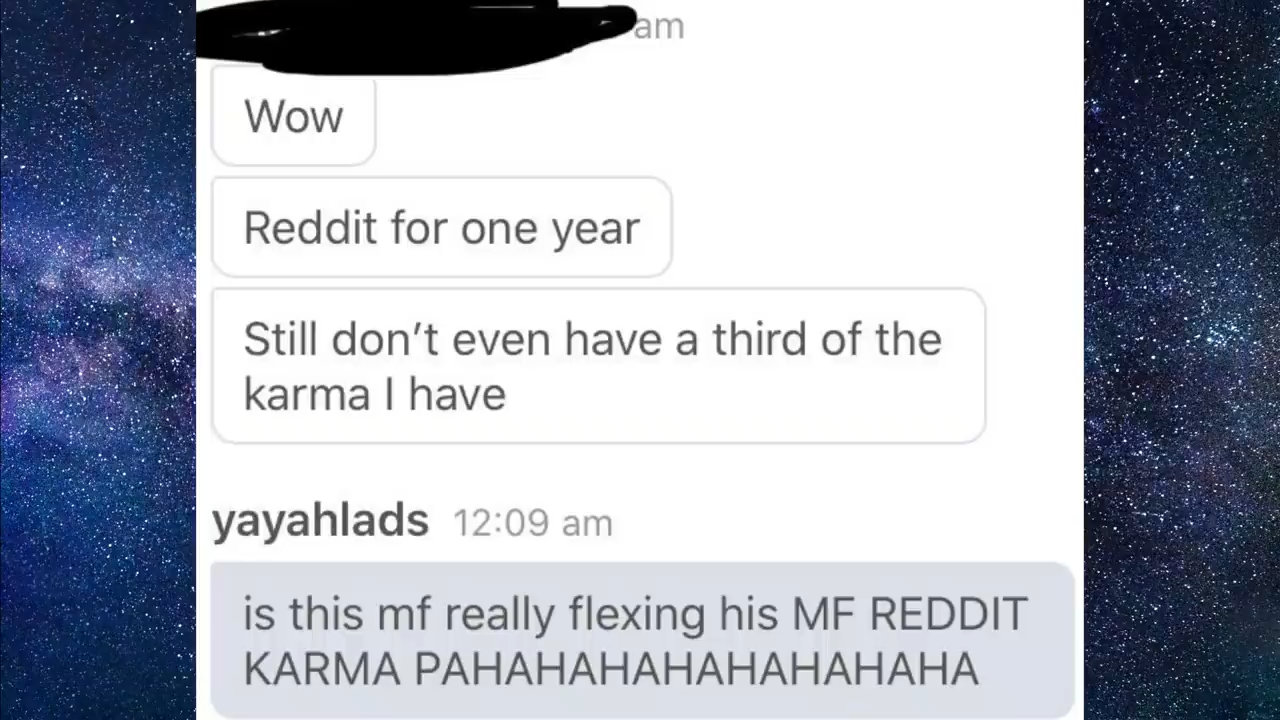 am
Wow
Reddit for one year
Still don’t even have a third of the
karma I have
yayahlads 12:09 am
is this mf really flexing his MF REDDIT
KARMA PAHAHAHAHAHAHAHAHA